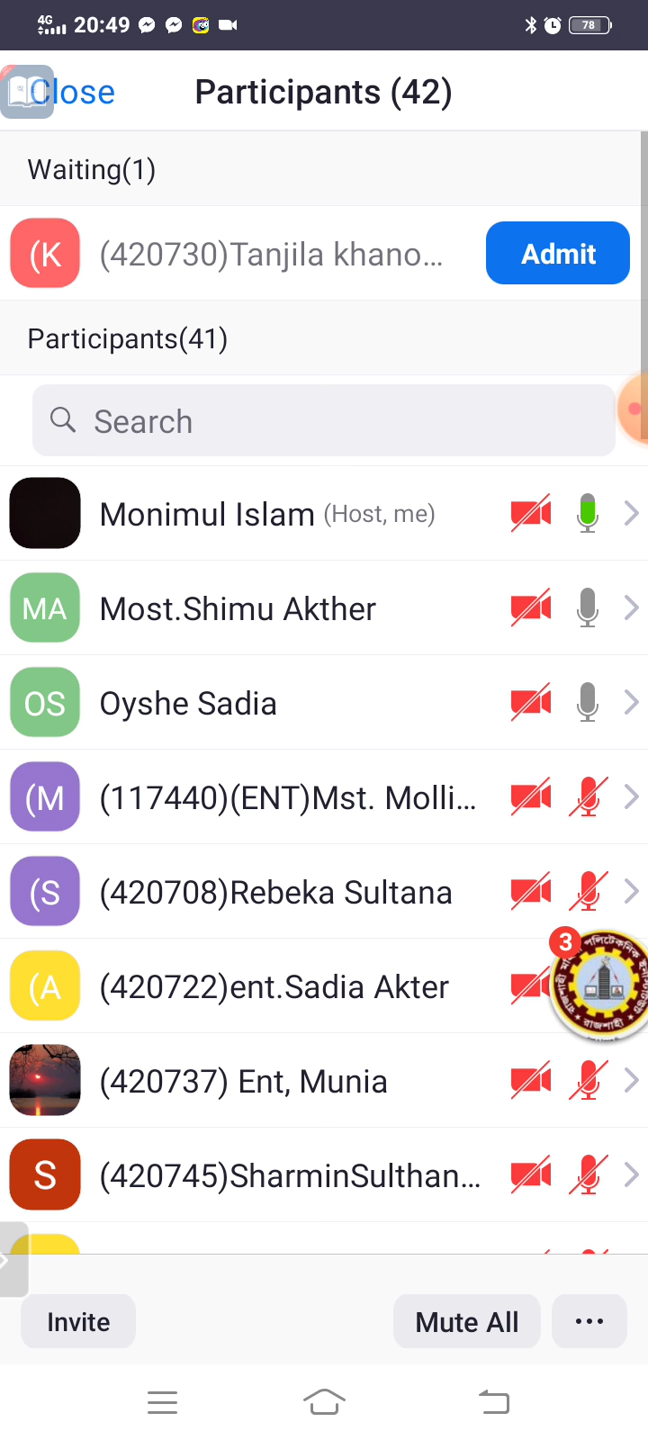 4G 20:49 78
Close Participants (42)
Waiting(1)
(K (420730)Tanjila khano... Admit
Participants(41)
Search
Monimul Islam (Host, me)
MA Most.Shimu Akther
OS Oyshe Sadia
(M (117440)(ENT)Mst. Molli...
(S (420708)Rebeka Sultana
3
(A (420722)ent.Sadia Akter
রাজশাহী
(420737) Ent, Munia
S (420745)SharminSulthan...
Invite Mute All ...